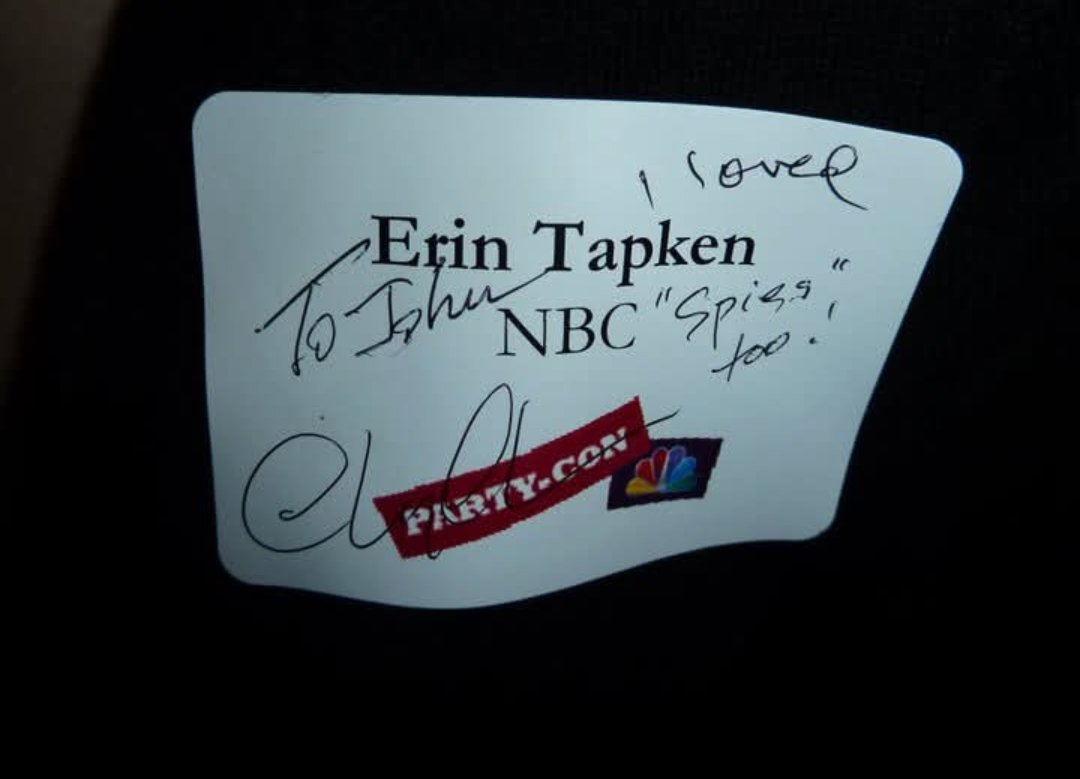 I loved
Erin Tapken
To John
NBC
"Spies"
too!
PARTY-CON